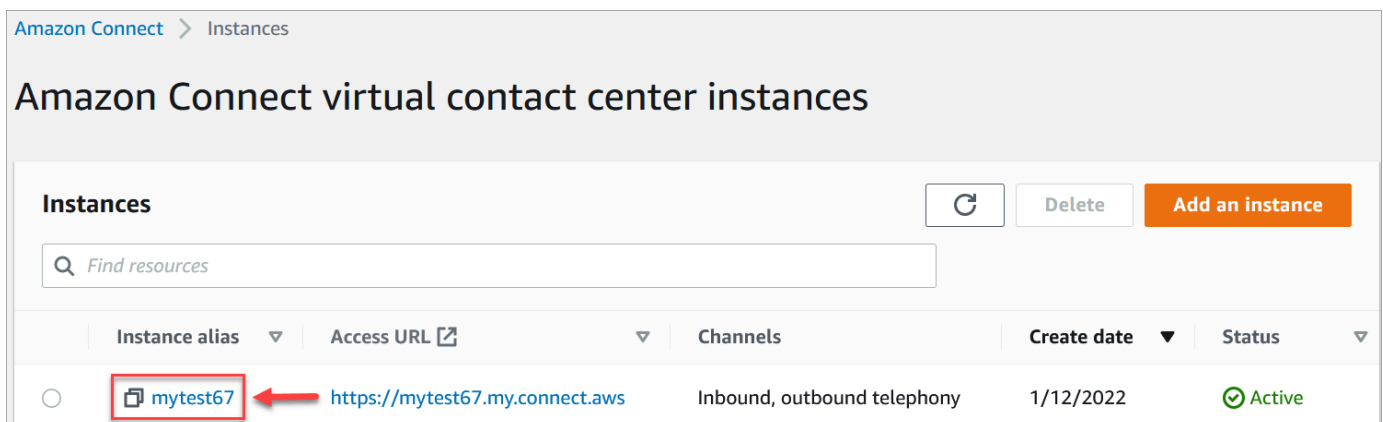 Amazon Connect > Instances
Amazon Connect virtual contact center instances
Instances
Delete
Add an instance
Find resources
Instance alias
Access URL
Channels
Create date
Status
mytest67
https://mytest67.my.connect.aws
Inbound, outbound telephony
1/12/2022
Active